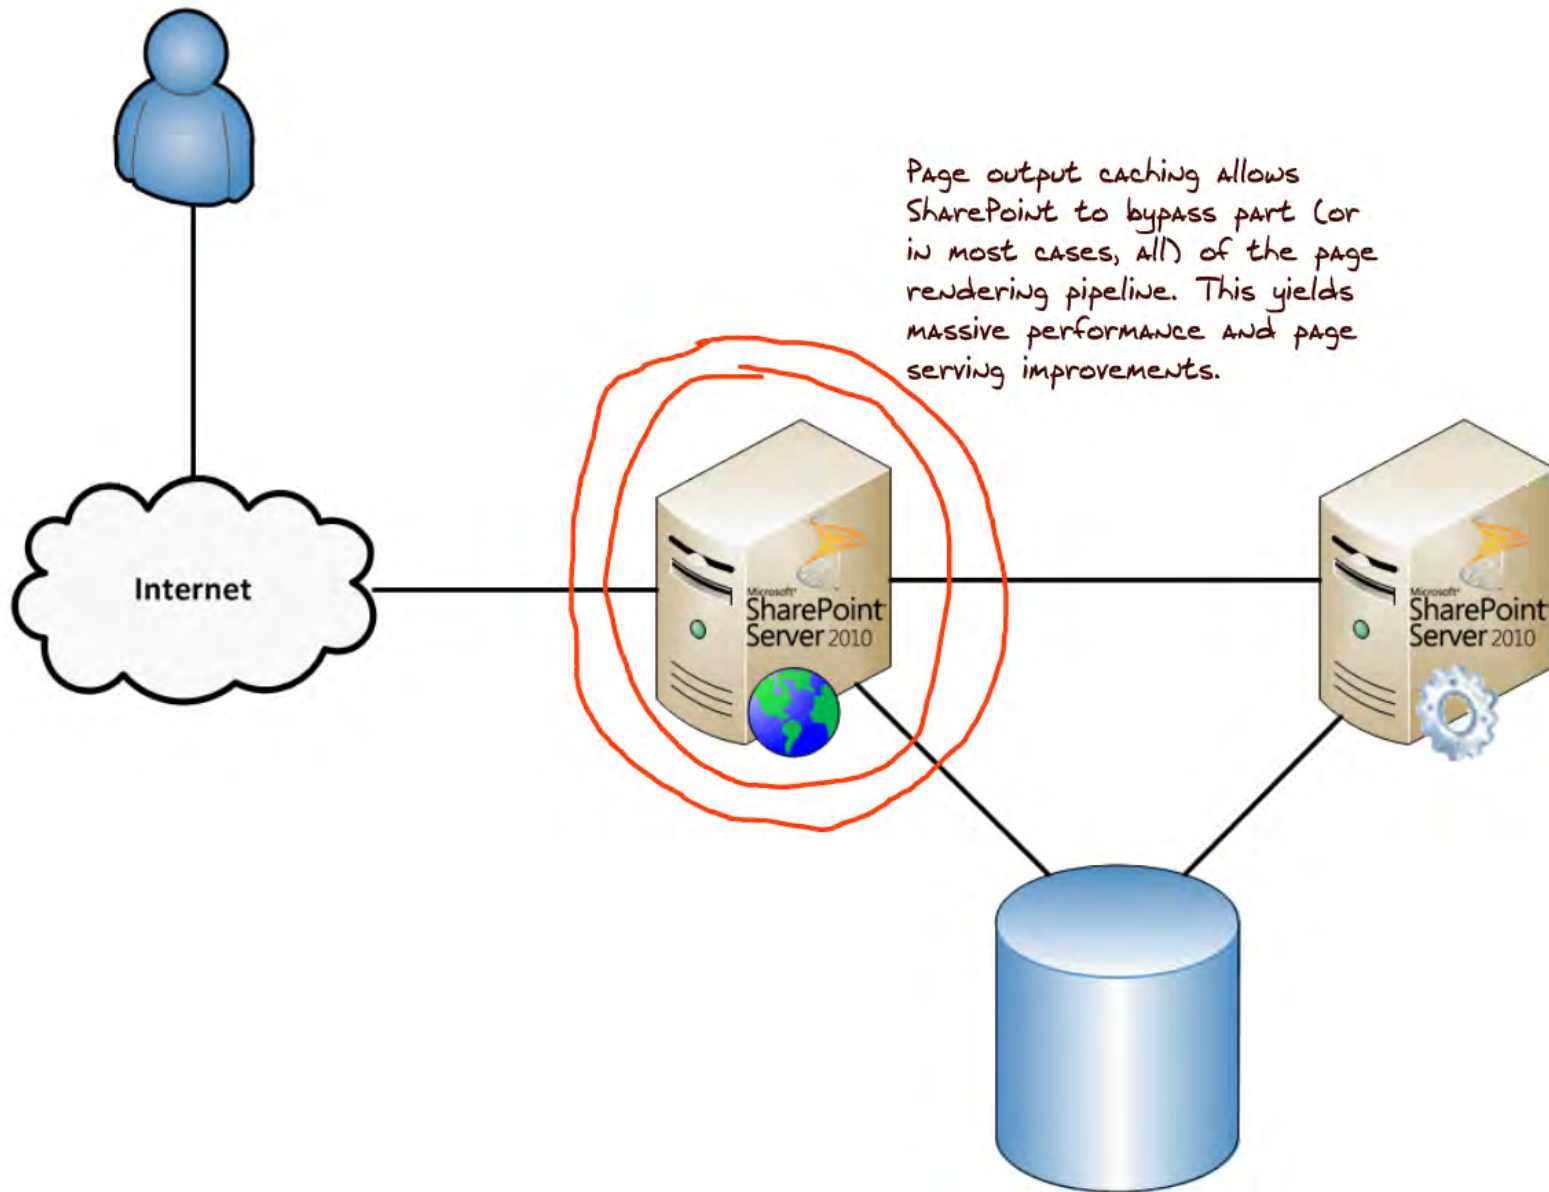 Page output caching allows
SharePoint to bypass part (or
in most cases, all) of the page
rendering pipeline. This yields
massive performance and page
serving improvements.
Internet
Microsoft
SharePoint
Server 2010
Microsoft
SharePoint
Server 2010